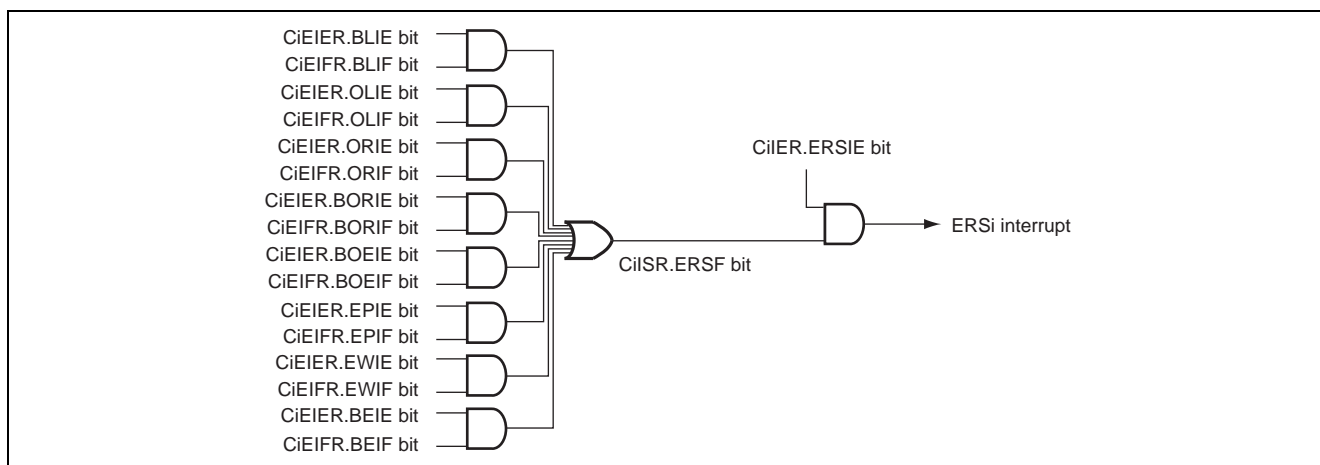 CiEIER.BLIE bit
CiEIFR.BLIF bit
CiEIER.OLIE bit
CiEIFR.OLIF bit
CiEIER.ORIE bit
CiEIFR.ORIF bit
CiEIER.BORIE bit
CiEIFR.BORIF bit
CiEIER.BOEIE bit
CiEIFR.BOEIF bit
CiEIER.EPIE bit
CiEIFR.EPIF bit
CiEIER.EWIE bit
CiEIFR.EWIF bit
CiEIER.BEIE bit
CiEIFR.BEIF bit
CiISR.ERSF bit
CiIER.ERSIE bit
ERSi interrupt